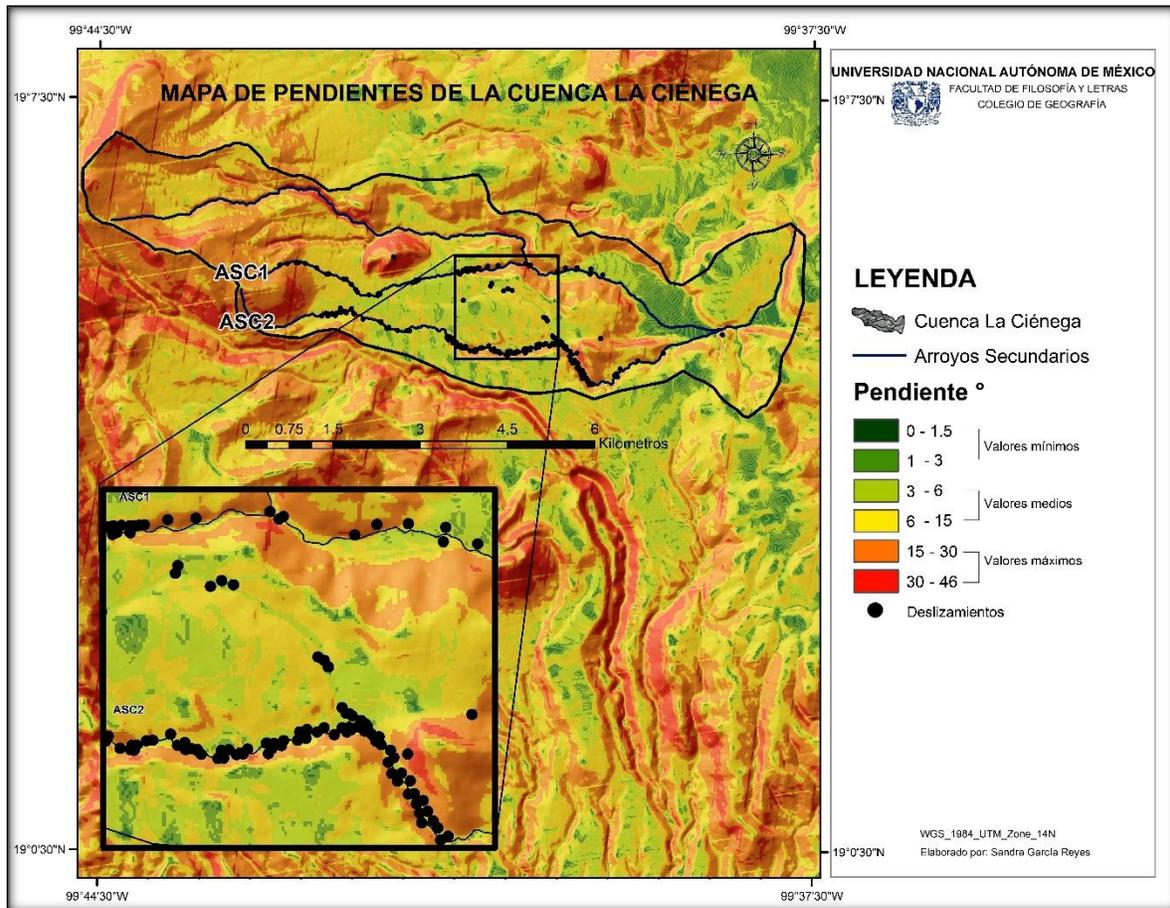 99°44'30"W
99°37'30"W
19°7'30"N
19°7'30"N
MAPA DE PENDIENTES DE LA CUENCA LA CIÉNEGA
UNIVERSIDAD NACIONAL AUTÓNOMA DE MÉXICO
FACULTAD DE FILOSOFÍA Y LETRAS
COLEGIO DE GEOGRAFÍA
ASC1
ASC2
LEYENDA
Cuenca La Ciénega
Arroyos Secundarios
Pendiente °
0 - 1.5
1 - 3
Valores mínimos
3 - 6
6 - 15
Valores medios
15 - 30
30 - 46
Valores máximos
Deslizamientos
0 0.75 1.5 3 4.5 6
Kilometros
ASC1
ASC2
WGS_1984_UTM_Zone_14N
Elaborado por: Sandra García Reyes
19°0'30"N
19°0'30"N
99°44'30"W
99°37'30"W